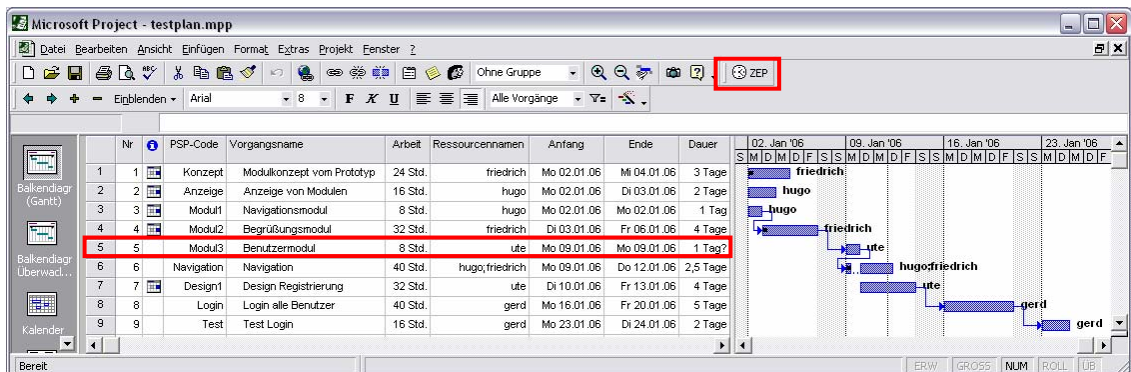 Microsoft Project - testplan.mpp
Datei Bearbeiten Ansicht Einfügen Format Extras Projekt Fenster ?
Ohne Gruppe ZEP
Einblenden Arial 8 F K U Alle Vorgänge
Nr PSP-Code Vorgangsname Arbeit Ressourcennamen Anfang Ende Dauer 02. Jan '06 09. Jan '06 16. Jan '06 23. Jan '06
S M D M D F S S M D M D F S S M D M D F S S M D M D F
1 1 Konzept Modulkonzept vom Prototyp 24 Std. friedrich Mo 02.01.06 Mi 04.01.06 3 Tage friedrich
2 2 Anzeige Anzeige von Modulen 16 Std. hugo Mo 02.01.06 Di 03.01.06 2 Tage hugo
3 3 Modul1 Navigationsmodul 8 Std. hugo Mo 02.01.06 Mo 02.01.06 1 Tag hugo
4 4 Modul2 Begrüßungsmodul 32 Std. friedrich Di 03.01.06 Fr 06.01.06 4 Tage friedrich
5 5 Modul3 Benutzermodul 8 Std. ute Mo 09.01.06 Mo 09.01.06 1 Tag? ute
6 6 Navigation Navigation 40 Std. hugo;friedrich Mo 09.01.06 Do 12.01.06 2,5 Tage hugo;friedrich
7 7 Design1 Design Registrierung 32 Std. ute Di 10.01.06 Fr 13.01.06 4 Tage ute
8 8 Login Login alle Benutzer 40 Std. gerd Mo 16.01.06 Fr 20.01.06 5 Tage gerd
9 9 Test Test Login 16 Std. gerd Mo 23.01.06 Di 24.01.06 2 Tage gerd
Balkendiagr
(Gantt)
Balkendiagr
Überwacl...
Kalender
Bereit ERW GROSS NUM ROLL ÜB